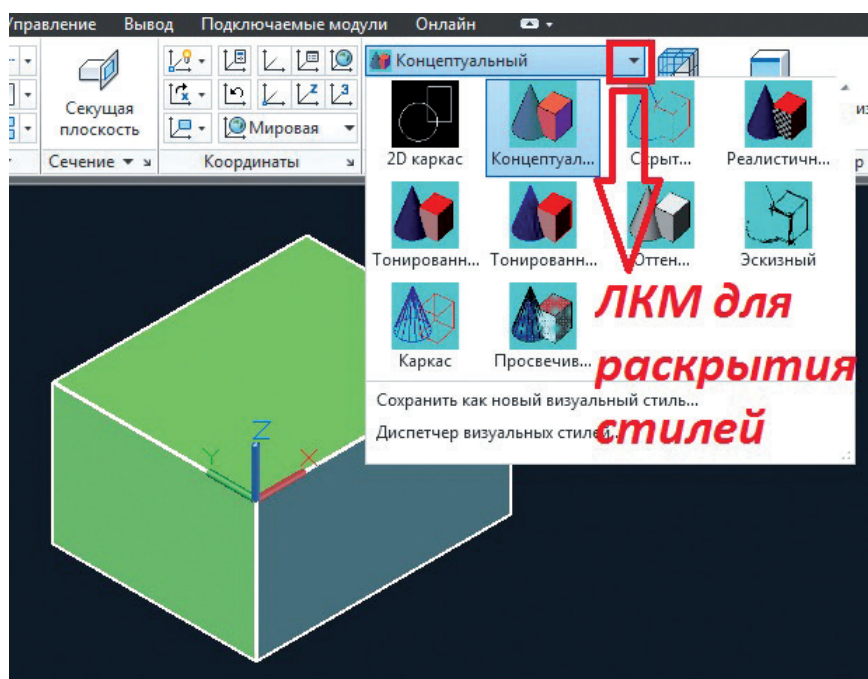 Управление Вывод Подключаемые модули Онлайн
Концептуальный
Секущая
плоскость
Мировая
Сечение Координаты
2D каркас Концептуал... Скрыт... Реалистичн...
Тонированн... Тонированн... Оттен... Эскизный
Каркас Просвечив...
Сохранить как новый визуальный стиль...
Диспетчер визуальных стилей...
ЛКМ для
раскрытия
стилей
Z
Y
X